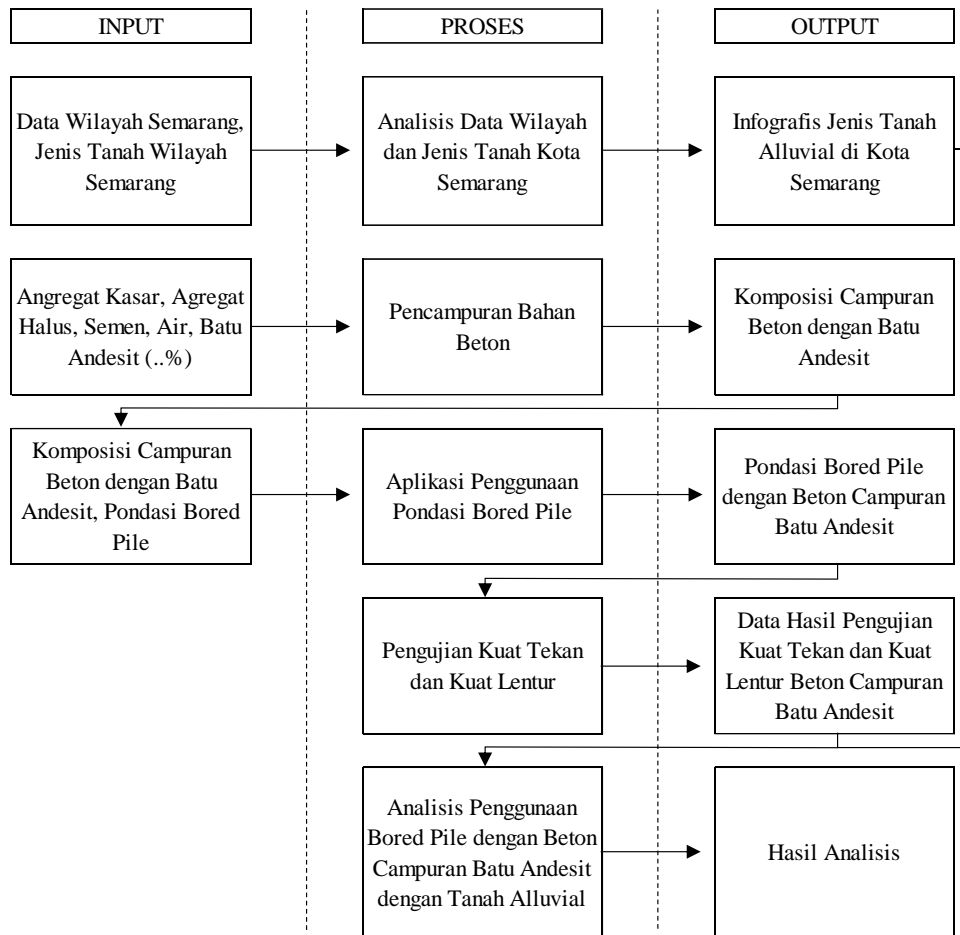 INPUT
PROSES
OUTPUT
Data Wilayah Semarang,
Jenis Tanah Wilayah
Semarang
Analisis Data Wilayah
dan Jenis Tanah Kota
Semarang
Infografis Jenis Tanah
Alluvial di Kota
Semarang
Angregat Kasar, Agregat
Halus, Semen, Air, Batu
Andesit (..%)
Pencampuran Bahan
Beton
Komposisi Campuran
Beton dengan Batu
Andesit
Komposisi Campuran
Beton dengan Batu
Andesit, Pondasi Bored
Pile
Aplikasi Penggunaan
Pondasi Bored Pile
Pondasi Bored Pile
dengan Beton Campuran
Batu Andesit
Pengujian Kuat Tekan
dan Kuat Lentur
Data Hasil Pengujian
Kuat Tekan dan Kuat
Lentur Beton Campuran
Batu Andesit
Analisis Penggunaan
Bored Pile dengan Beton
Campuran Batu Andesit
dengan Tanah Alluvial
Hasil Analisis